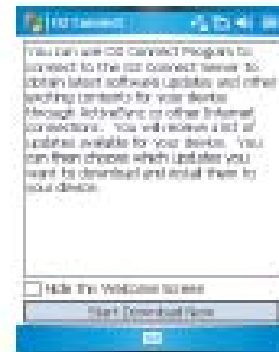 Connect
You can use O2 Connect Program to
connect to the O2 Connect Server to
obtain latest software updates and other
exciting contents for your device
through ActiveSync or other Internet
connections. You will receive a list of
updates available for your device. You
can then choose which updates you
want to download and install them to
your device.
Hide the Welcome Screen
Start Download Now